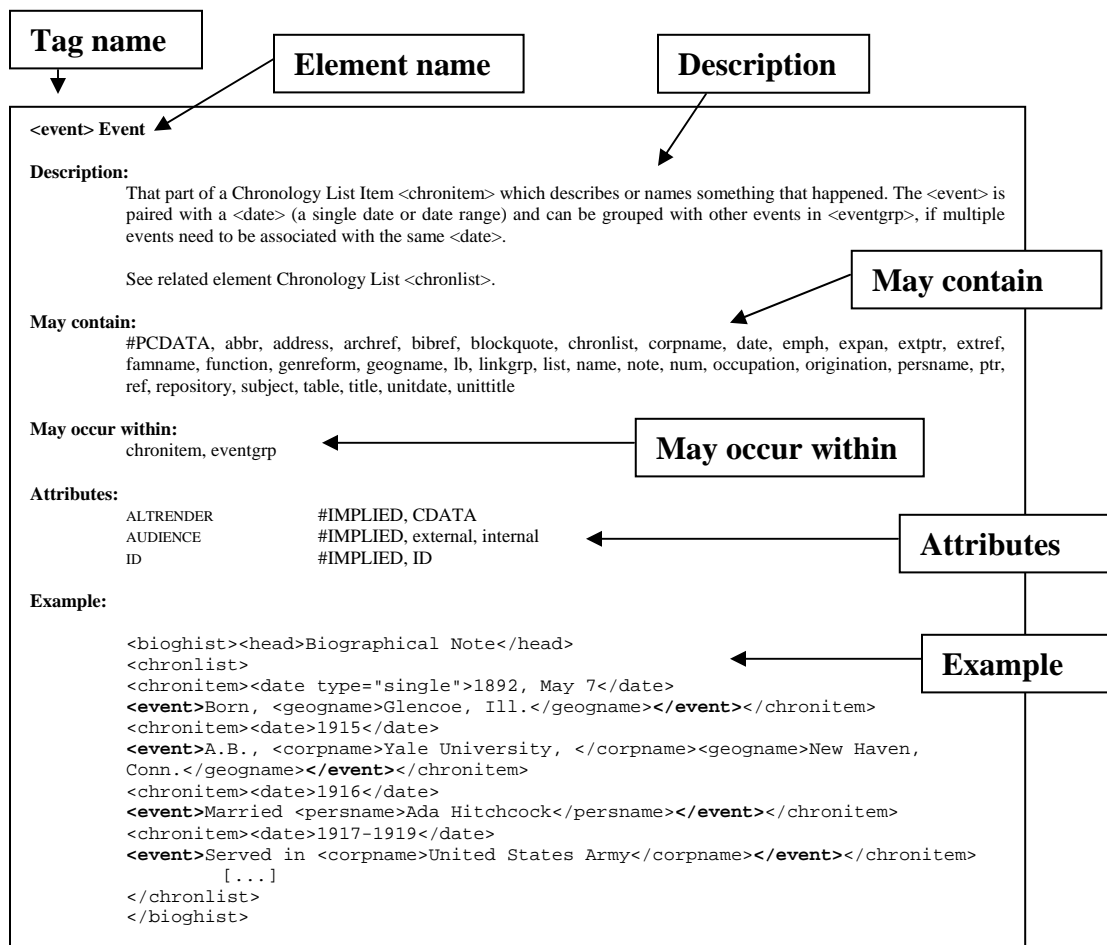 Tag name
Element name
Description
<event> Event
Description:
That part of a Chronology List Item <chronitem> which describes or names something that happened. The <event> is
paired with a <date> (a single date or date range) and can be grouped with other events in <eventgrp>, if multiple
events need to be associated with the same <date>.
See related element Chronology List <chronlist>.
May contain
May contain:
#PCDATA, abbr, address, archref, bibref, blockquote, chronlist, corpname, date, emph, expan, extptr, extref,
famname, function, genreform, geogname, lb, linkgrp, list, name, note, num, occupation, origination, persname, ptr,
ref, repository, subject, table, title, unitdate, unittitle
May occur within:
chronitem, eventgrp
May occur within
Attributes:
ALTRENDER #IMPLIED, CDATA
AUDIENCE #IMPLIED, external, internal
ID #IMPLIED, ID
Attributes
Example:
<bioghist><head>Biographical Note</head>
<chronlist>
Example
<chronitem><date type="single">1892, May 7</date>
<event>Born, <geogname>Glencoe, Ill.</geogname></event></chronitem>
<chronitem><date>1915</date>
<event>A.B., <corpname>Yale University, </corpname><geogname>New Haven,
Conn.</geogname></event></chronitem>
<chronitem><date>1916</date>
<event>Married <persname>Ada Hitchcock</persname></event></chronitem>
<chronitem><date>1917-1919</date>
<event>Served in <corpname>United States Army</corpname></event></chronitem>
[...]
</chronlist>
</bioghist>